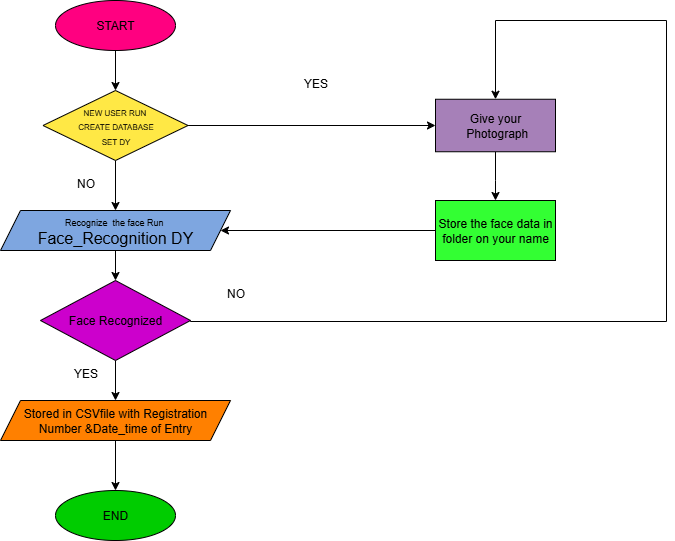 START
YES
NEW USER RUN
CREATE DATABASE
SET DY
Give your
Photograph
NO
Recognize the face Run
Face_Recognition DY
Store the face data in
folder on your name
NO
Face Recognized
YES
Stored in CSVfile with Registration
Number &Date_time of Entry
END